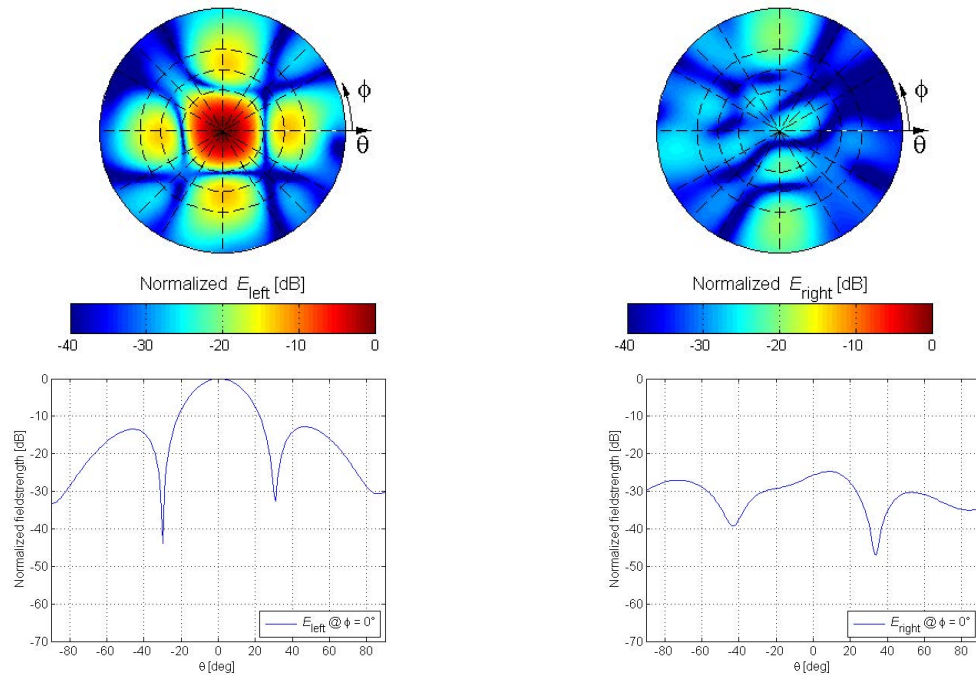 ϕ
θ
ϕ
θ
Normalized E_left [dB]
Normalized E_right [dB]
-40 -30 -20 -10 0
-40 -30 -20 -10 0
Normalized fieldstrength [dB]
0
-10
-20
-30
-40
-50
-60
-70
-80 -60 -40 -20 0 20 40 60 80
θ [deg]
E_left @ ϕ = 0°
Normalized fieldstrength [dB]
0
-10
-20
-30
-40
-50
-60
-70
-80 -60 -40 -20 0 20 40 60 80
θ [deg]
E_right @ ϕ = 0°